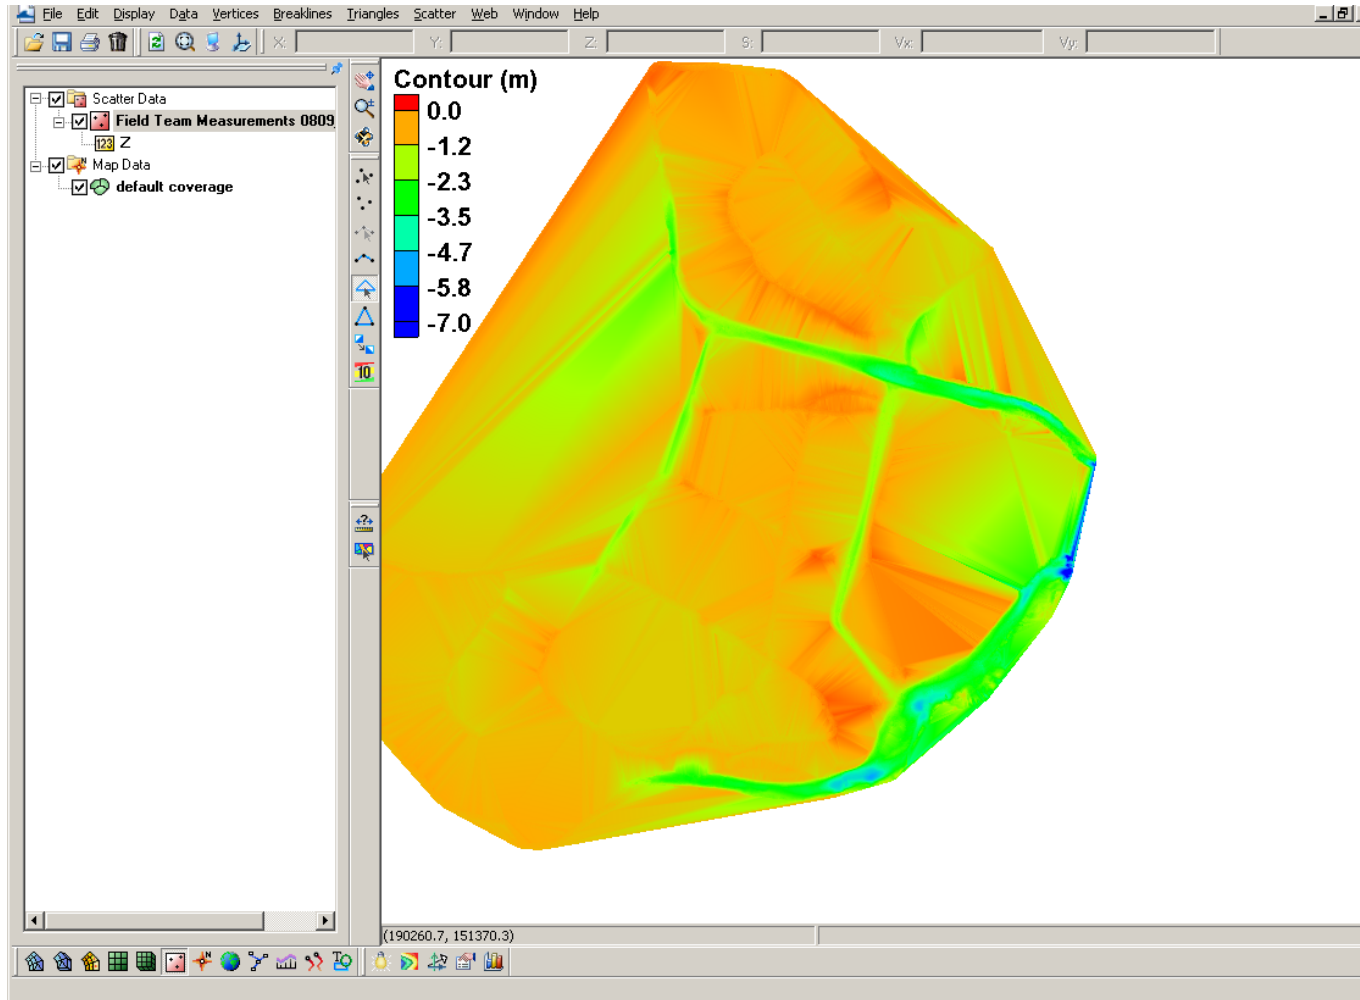 File Edit Display Data Vertices Breaklines Triangles Scatter Web Window Help
X: Y: Z: S: Vx: Vy:
Scatter Data
Field Team Measurements 0809_
123 Z
Map Data
default coverage
10
Contour (m)
0.0
-1.2
-2.3
-3.5
-4.7
-5.8
-7.0
(190260.7, 151370.3)